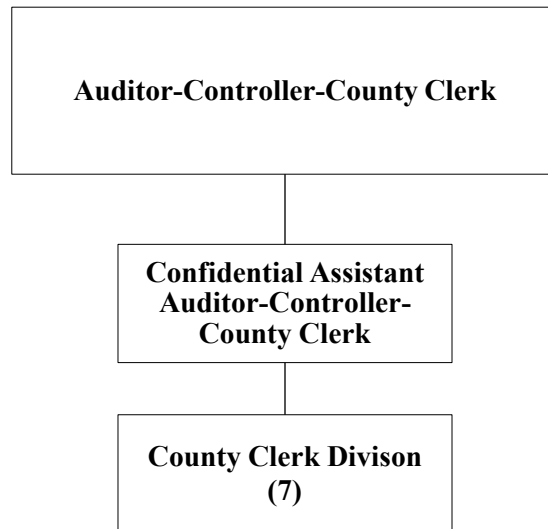 Auditor-Controller-County Clerk
Confidential Assistant
Auditor-Controller-
County Clerk
County Clerk Divison
(7)